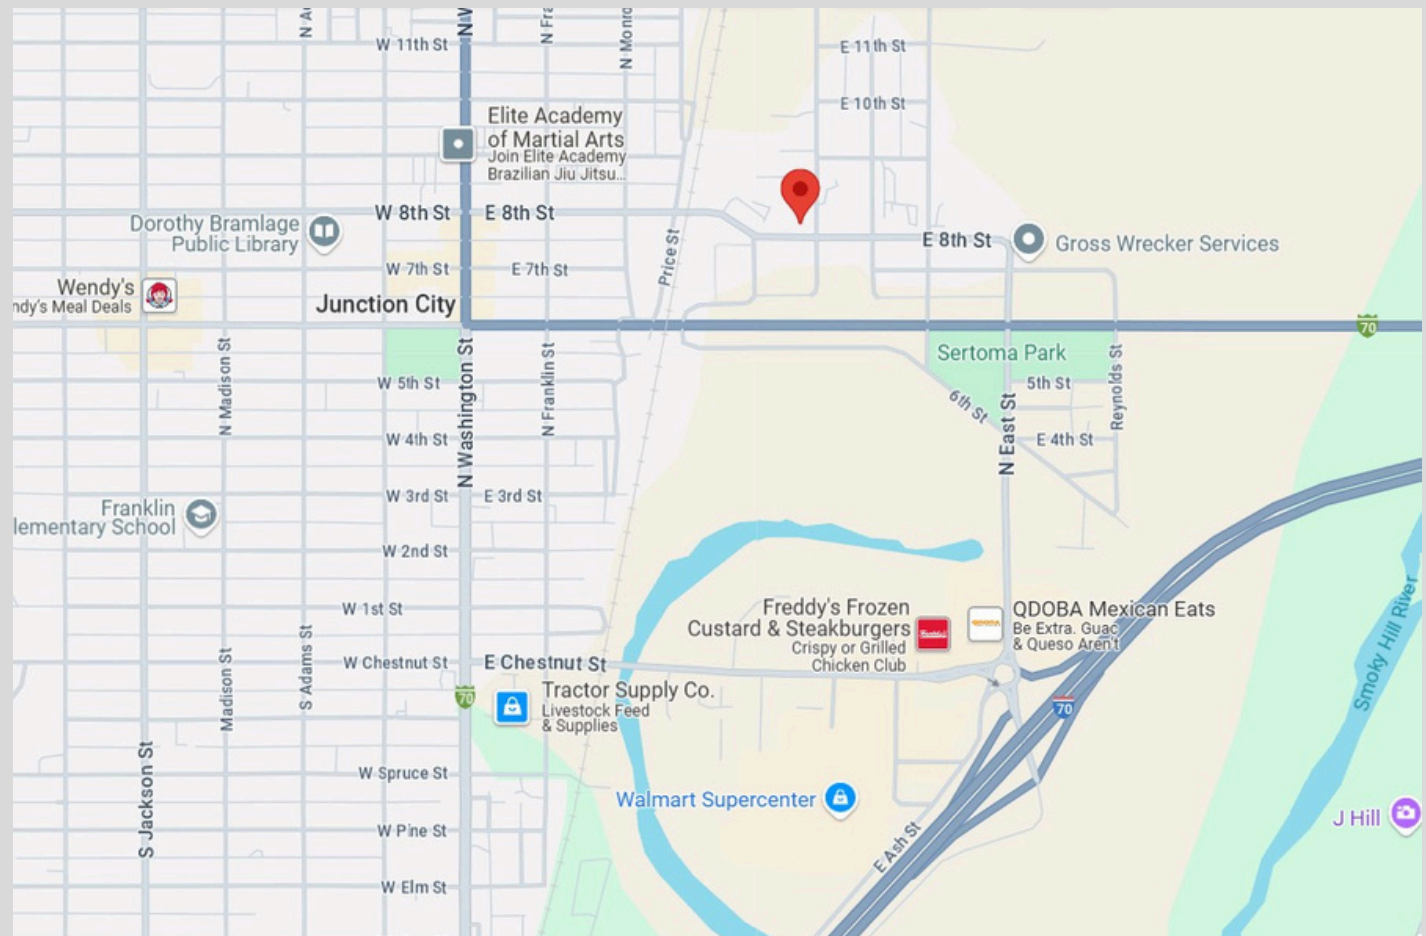 N W
N Fra
N Monro
W 11th St
E 11th St
E 10th St
Elite Academy
of Martial Arts
Join Elite Academy
Brazilian Jiu Jitsu...
W 8th St
E 8th St
Dorothy Bramlage
Public Library
E 8th St
Gross Wrecker Services
Price St
W 7th St
E 7th St
Wendy's
ndy's Meal Deals
Junction City
70
Sertoma Park
N Madison St
N Washington St
N Franklin St
W 5th St
5th St
6th St
Reynolds St
N East St
W 4th St
E 4th St
W 3rd St
E 3rd St
Franklin
lementary School
W 2nd St
W 1st St
Freddy's Frozen
Custard & Steakburgers
Crispy or Grilled
Chicken Club
QDOBA Mexican Eats
Be Extra. Guac
& Queso Aren't
Smoky Hill River
S Adams St
Madison St
W Chestnut St
E Chestnut St
70
Tractor Supply Co.
Livestock Feed
& Supplies
70
S Jackson St
W Spruce St
Walmart Supercenter
W Pine St
E Ash St
J Hill
W Elm St